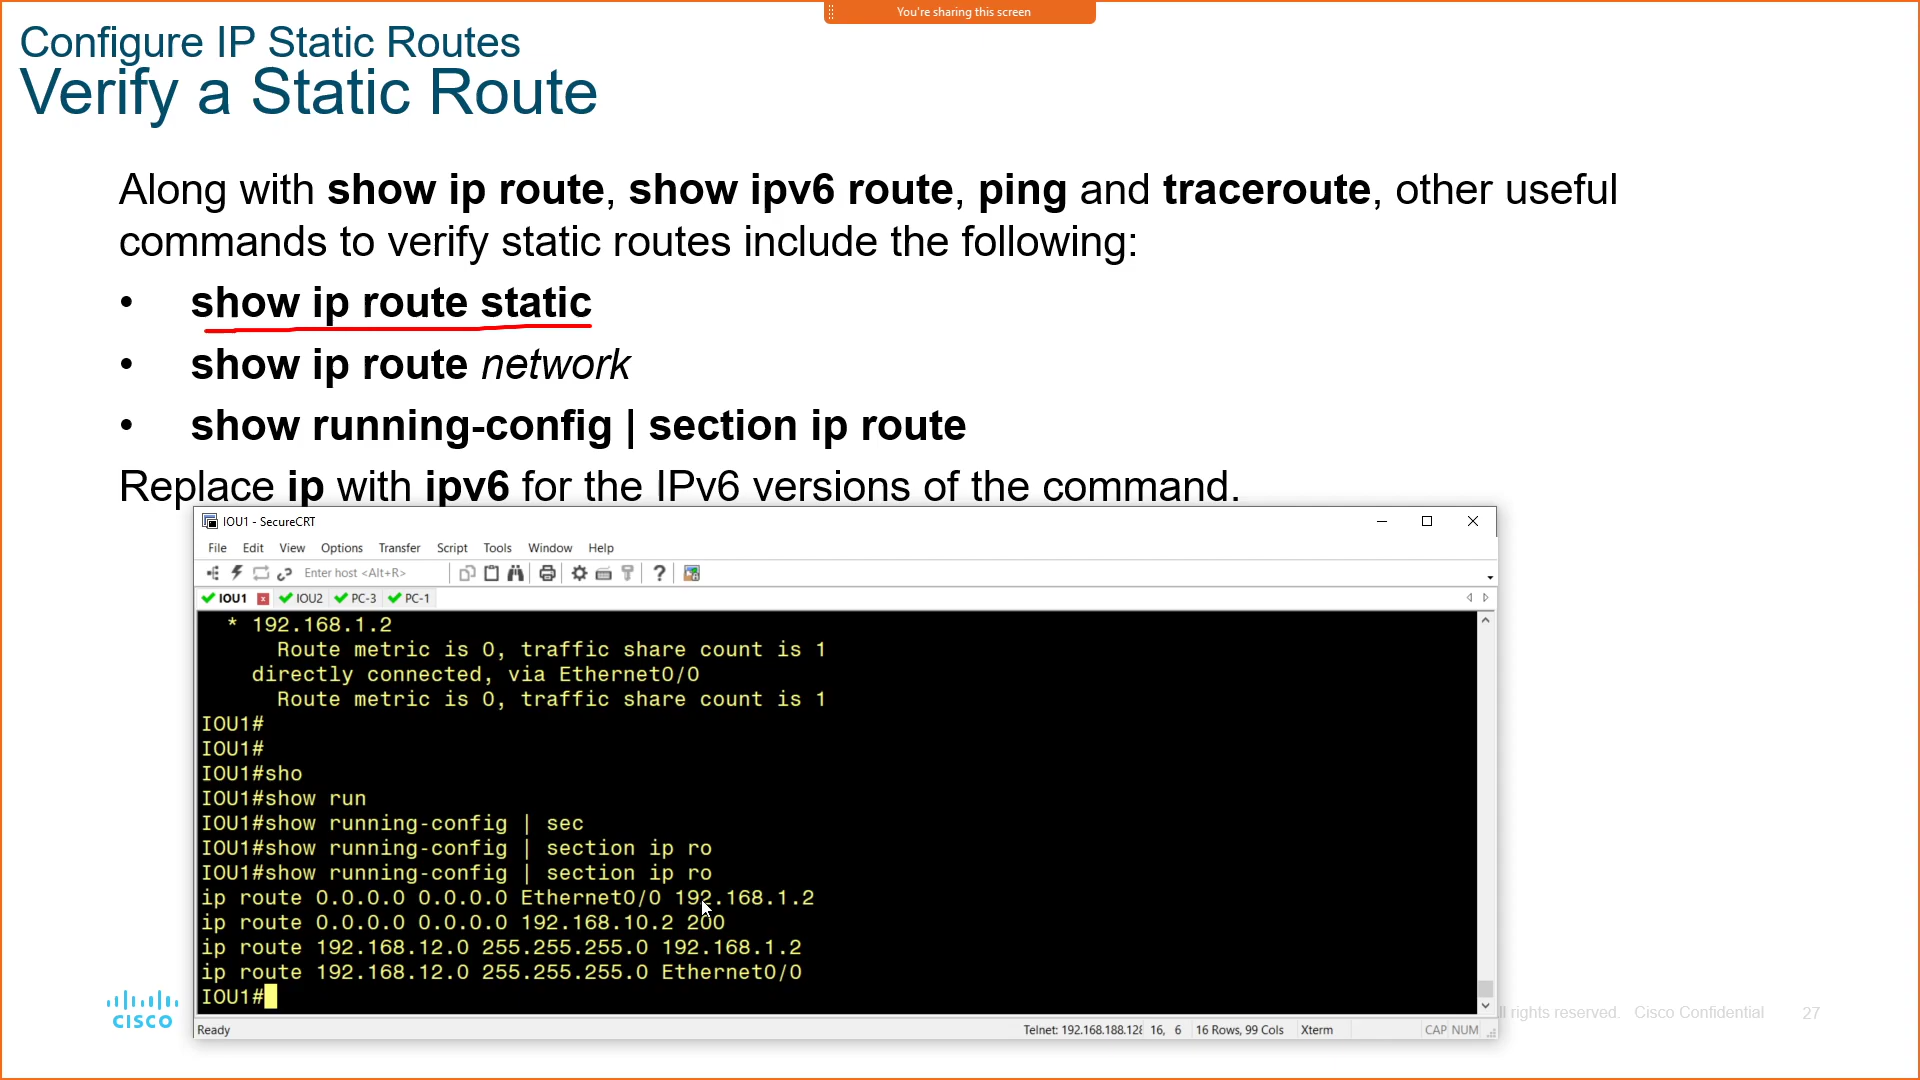 You're sharing this screen
Configure IP Static Routes
Verify a Static Route
Along with show ip route, show ipv6 route, ping and traceroute, other useful
commands to verify static routes include the following:
• show ip route static
• show ip route network
• show running-config | section ip route
Replace ip with ipv6 for the IPv6 versions of the command.
IOU1 - SecureCRT
File Edit View Options Transfer Script Tools Window Help
Enter host <Alt+R>
IOU1 IOU2 PC-3 PC-1
* 192.168.1.2
Route metric is 0, traffic share count is 1
directly connected, via Ethernet0/0
Route metric is 0, traffic share count is 1
IOU1#
IOU1#
IOU1#sho
IOU1#show run
IOU1#show running-config | sec
IOU1#show running-config | section ip ro
IOU1#show running-config | section ip ro
ip route 0.0.0.0 0.0.0.0 Ethernet0/0 192.168.1.2
ip route 0.0.0.0 0.0.0.0 192.168.10.2 200
ip route 192.168.12.0 255.255.255.0 192.168.1.2
ip route 192.168.12.0 255.255.255.0 Ethernet0/0
IOU1#
Ready Telnet: 192.168.188.128 16, 6 16 Rows, 99 Cols Xterm CAP NUM
CISCO
ll rights reserved. Cisco Confidential 27